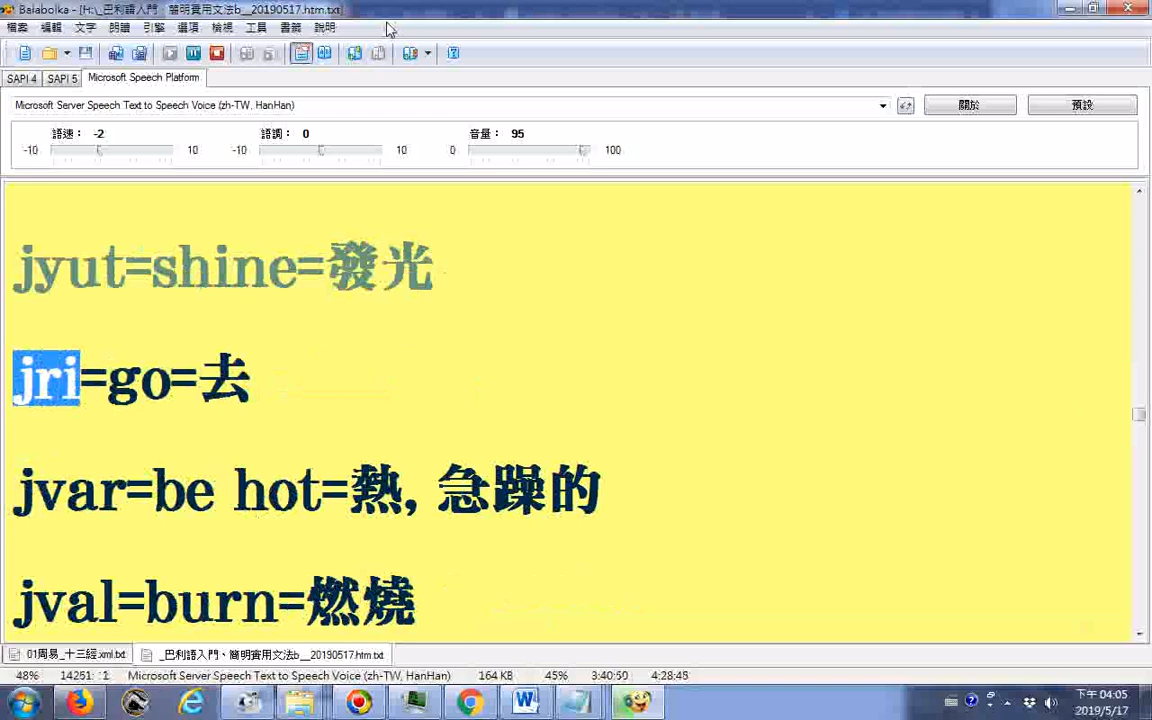 Balabolka - [H:\_巴利語入門、簡明實用文法b__20190517.htm.txt]
檔案 編輯 文字 朗讀 引擎 選項 檢視 工具 書籤 說明
SAPI 4 SAPI 5 Microsoft Speech Platform
Microsoft Server Speech Text to Speech Voice (zh-TW, HanHan) 關於 預設
語速： -2 語調： 0 音量： 95
-10 10 -10 10 0 100
jyut=shine=發光
jri=go=去
jvar=be hot=熱, 急躁的
jval=burn=燃燒
01周易_十三經.xml.txt _巴利語入門、簡明實用文法b__20190517.htm.txt
48% 14251: 1 Microsoft Server Speech Text to Speech Voice (zh-TW, HanHan) 164 KB 45% 3:40:50 4:28:45
下午 04:05
2019/5/17